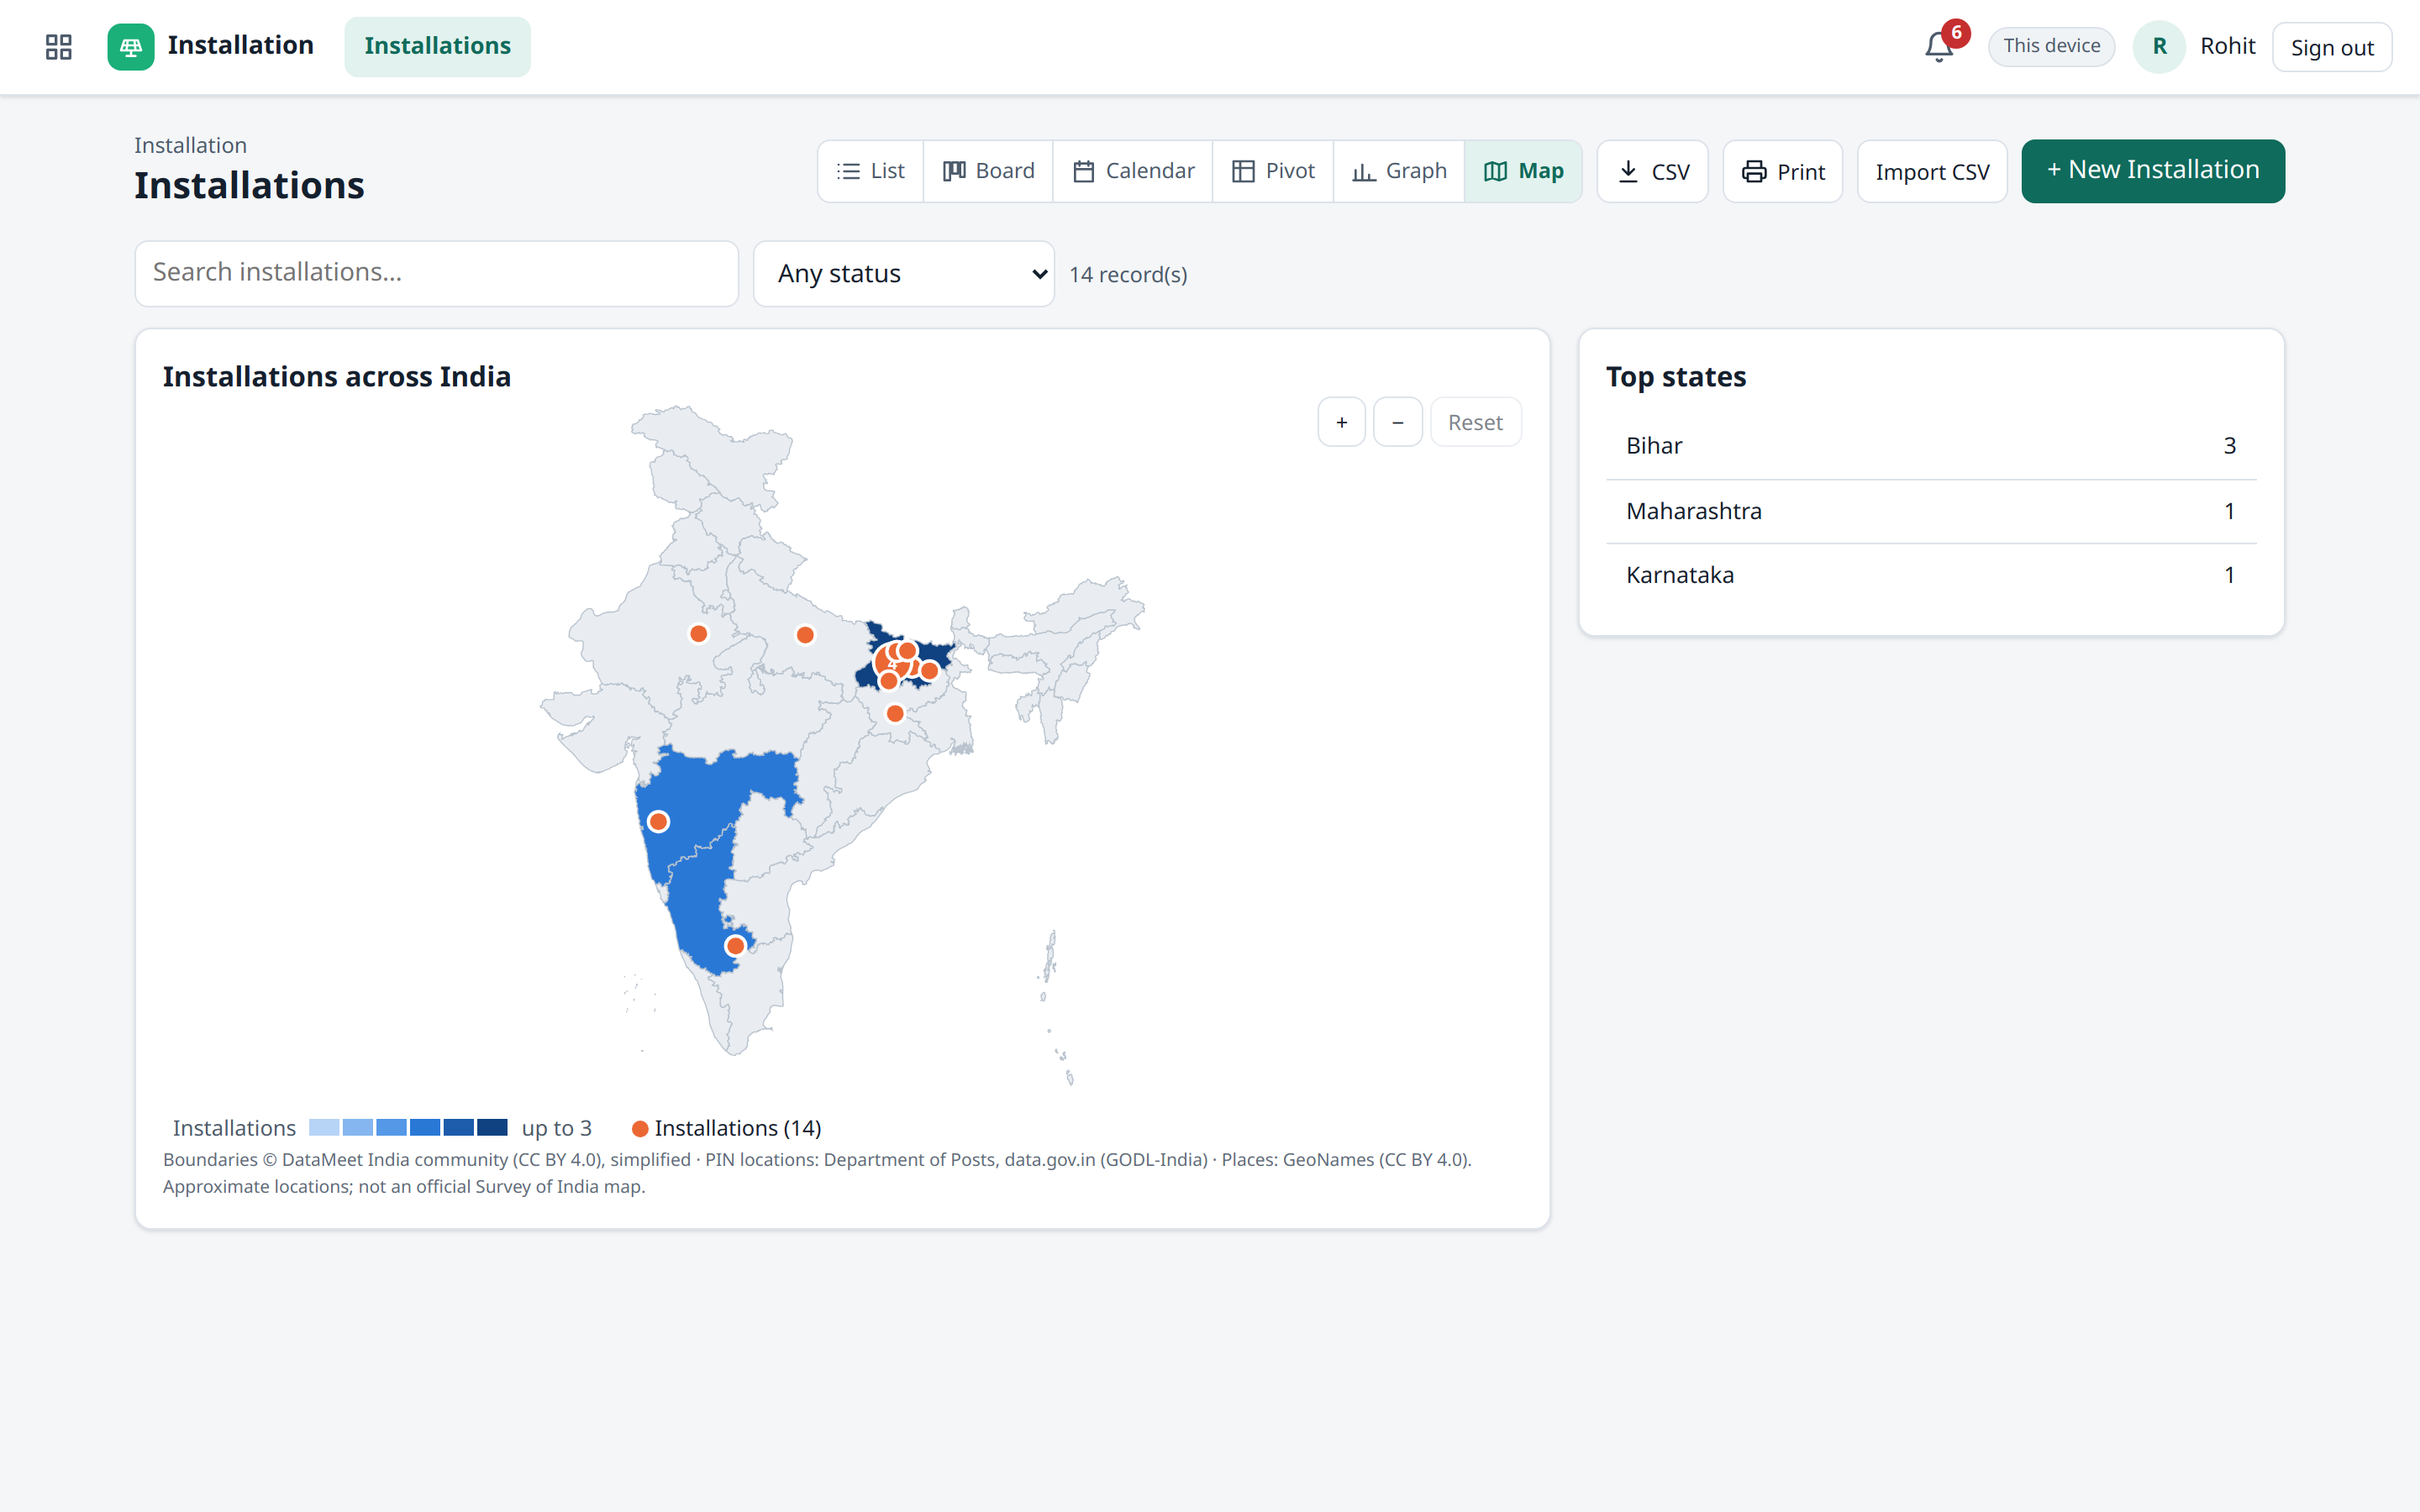 Installation
Installations
6
This device
R
Rohit
Sign out
Installation
Installations
List
Board
Calendar
Pivot
Graph
Map
CSV
Print
Import CSV
+ New Installation
Search installations...
Any status
14 record(s)
Installations across India
+
−
Reset
Top states
Bihar 3
Maharashtra 1
Karnataka 1
Installations up to 3 Installations (14)
Boundaries © DataMeet India community (CC BY 4.0), simplified · PIN locations: Department of Posts, data.gov.in (GODL-India) · Places: GeoNames (CC BY 4.0).
Approximate locations; not an official Survey of India map.